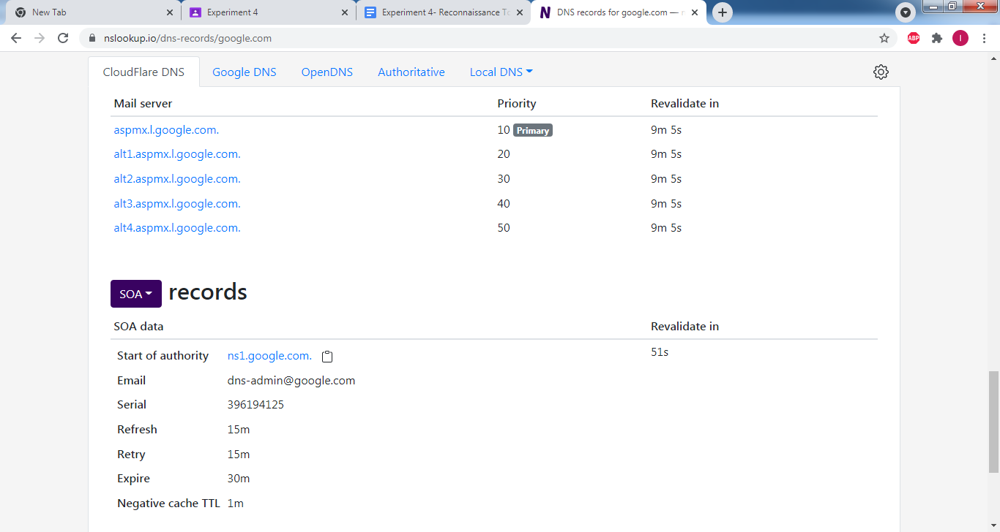 New Tab
Experiment 4
Experiment 4- Reconnaissance To
DNS records for google.com — n
nslookup.io/dns-records/google.com
ABP
I
CloudFlare DNS
Google DNS
OpenDNS
Authoritative
Local DNS
Mail server Priority Revalidate in
aspmx.l.google.com. 10 Primary 9m 5s
alt1.aspmx.l.google.com. 20 9m 5s
alt2.aspmx.l.google.com. 30 9m 5s
alt3.aspmx.l.google.com. 40 9m 5s
alt4.aspmx.l.google.com. 50 9m 5s
SOA records
SOA data Revalidate in
Start of authority ns1.google.com. 51s
Email dns-admin@google.com
Serial 396194125
Refresh 15m
Retry 15m
Expire 30m
Negative cache TTL 1m